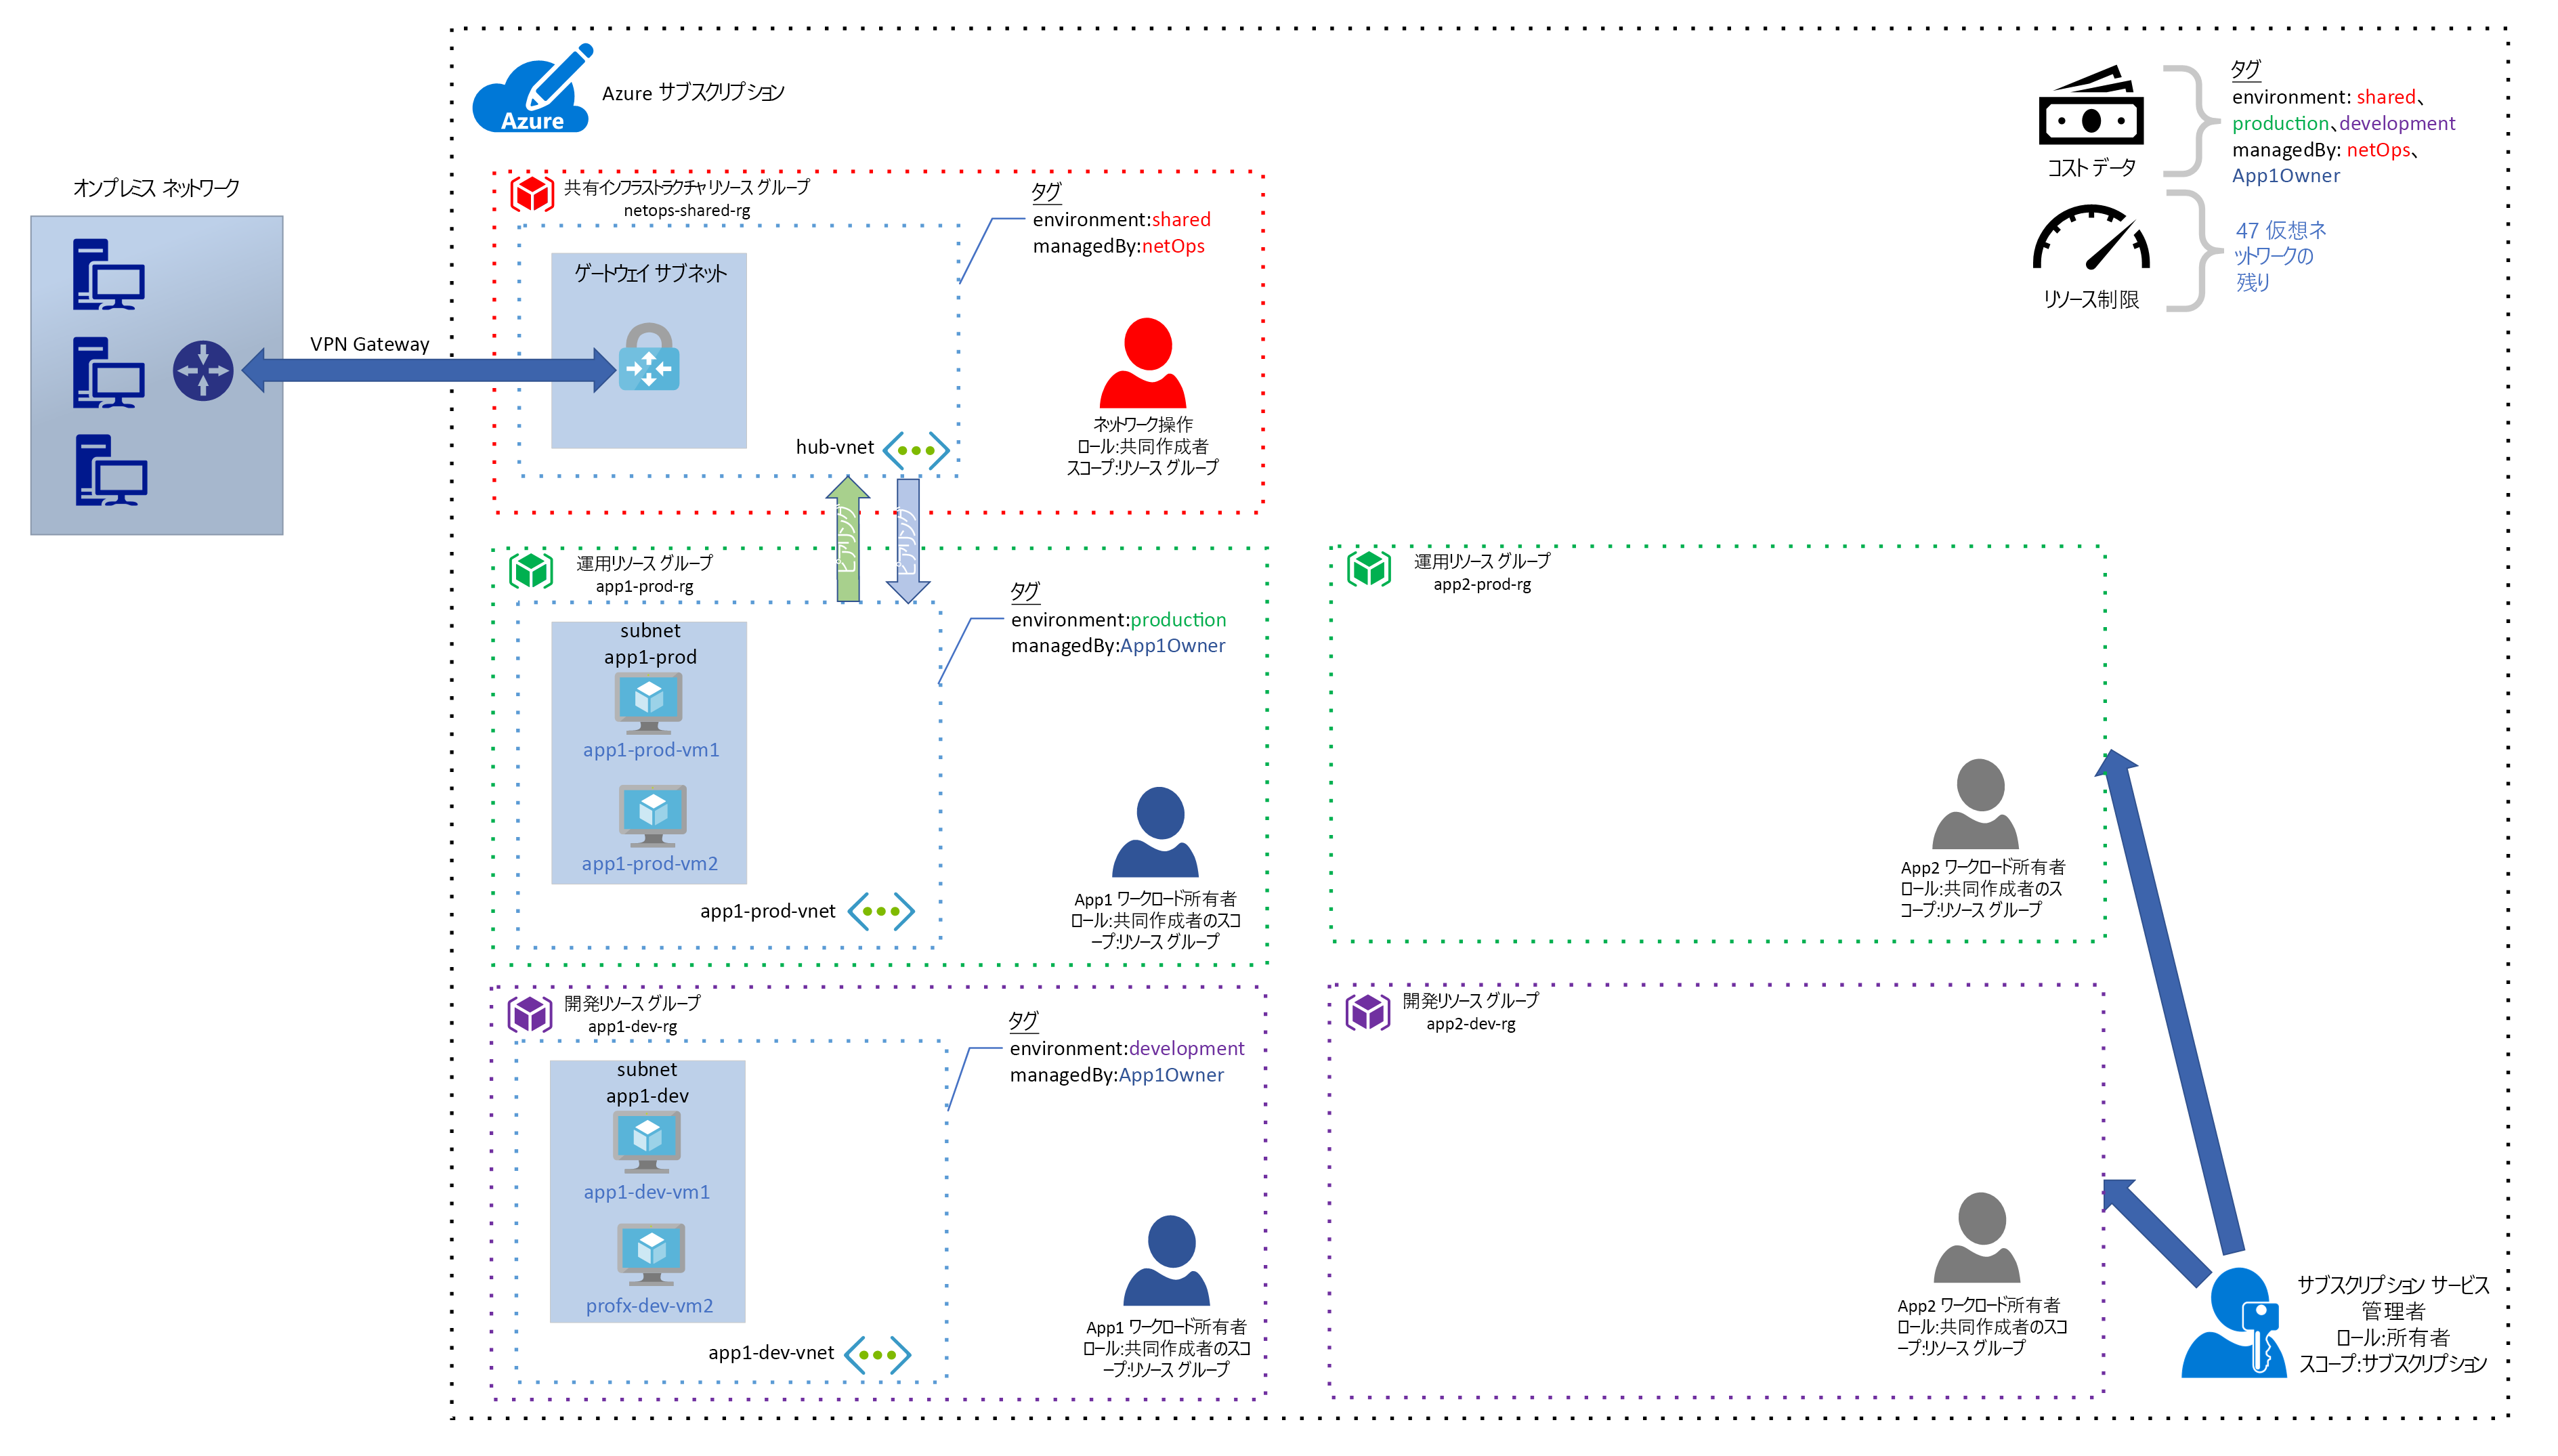 Azure
Azure サブスクリプション
コスト データ
タグ
environment: shared、
production、development
managedBy: netOps、
App1Owner
リソース制限
47 仮想ネ
ットワークの
残り
オンプレミス ネットワーク
VPN Gateway
共有インフラストラクチャ リソース グループ
netops-shared-rg
ゲートウェイ サブネット
hub-vnet
タグ
environment:shared
managedBy:netOps
ネットワーク操作
ロール:共同作成者
スコープ:リソース グループ
ピアリング
ピアリング
運用リソース グループ
app1-prod-rg
subnet
app1-prod
app1-prod-vm1
app1-prod-vm2
app1-prod-vnet
タグ
environment:production
managedBy:App1Owner
App1 ワークロード所有者
ロール:共同作成者のスコ
ープ:リソース グループ
運用リソース グループ
app2-prod-rg
App2 ワークロード所有者
ロール:共同作成者のス
コープ:リソース グループ
開発リソース グループ
app1-dev-rg
subnet
app1-dev
app1-dev-vm1
profx-dev-vm2
app1-dev-vnet
タグ
environment:development
managedBy:App1Owner
App1 ワークロード所有者
ロール:共同作成者のスコ
ープ:リソース グループ
開発リソース グループ
app2-dev-rg
App2 ワークロード所有者
ロール:共同作成者のスコ
ープ:リソース グループ
サブスクリプション サービス
管理者
ロール:所有者
スコープ:サブスクリプション